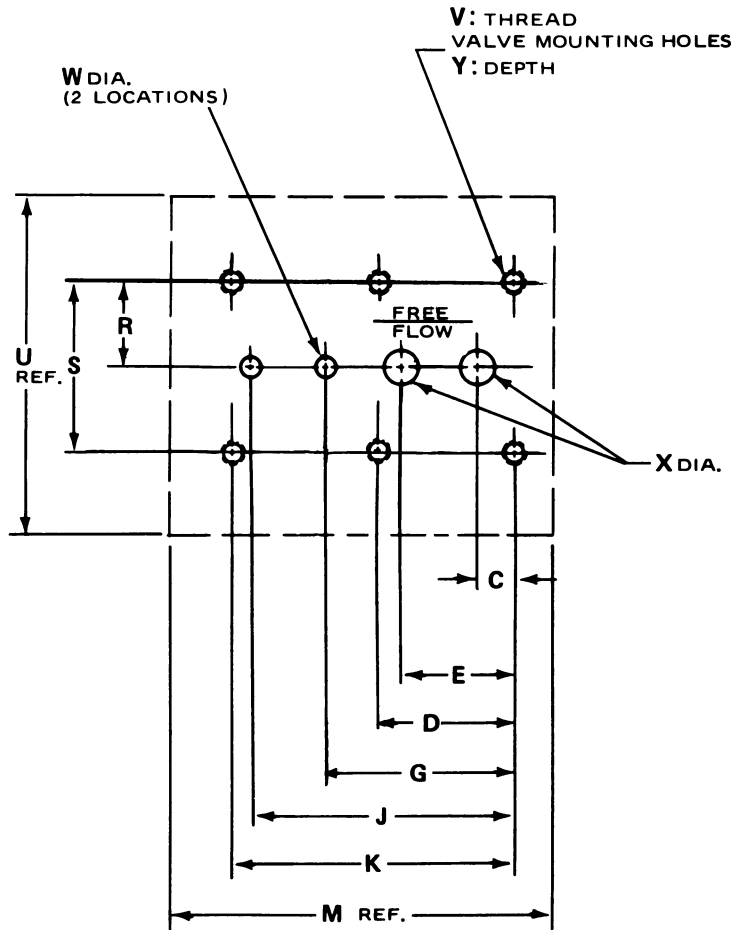 V: THREAD
VALVE MOUNTING HOLES
Y: DEPTH
W DIA.
(2 LOCATIONS)
FREE
FLOW
R
S
U
REF.
X DIA.
C
E
D
G
J
K
M REF.